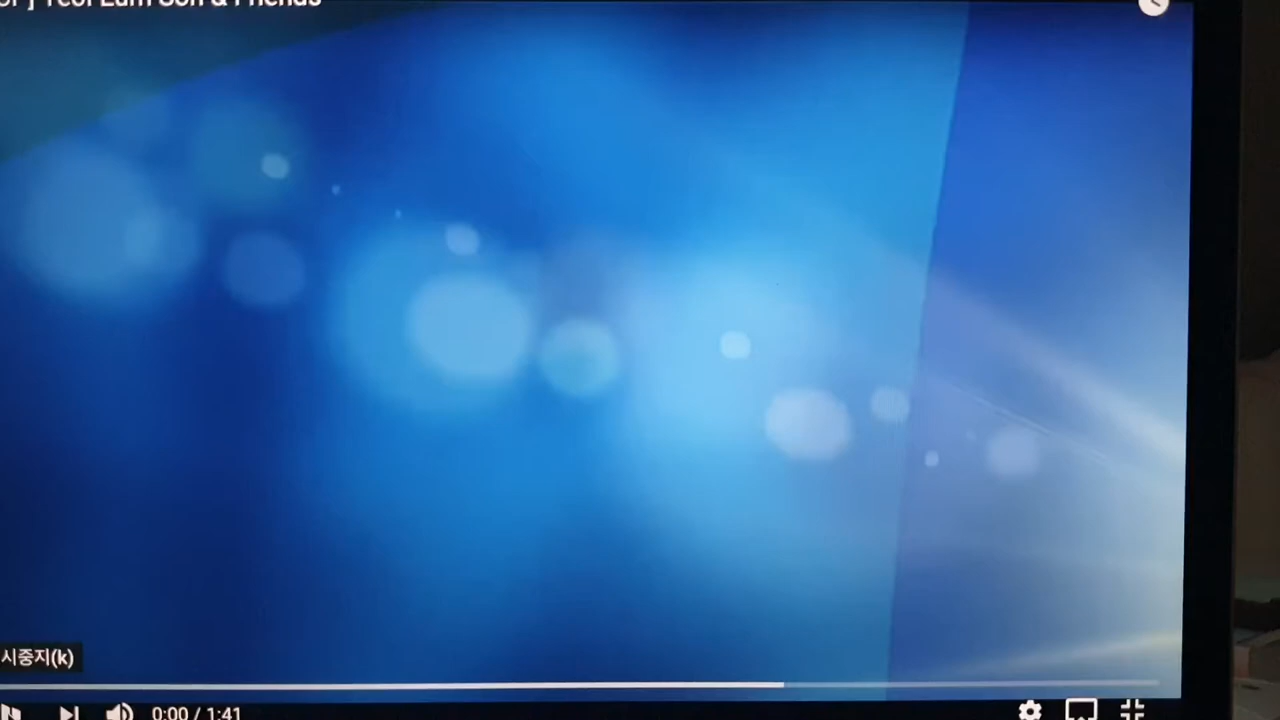 Yeol Eum Son & Friends
시중지(k)
0:00 / 1:41